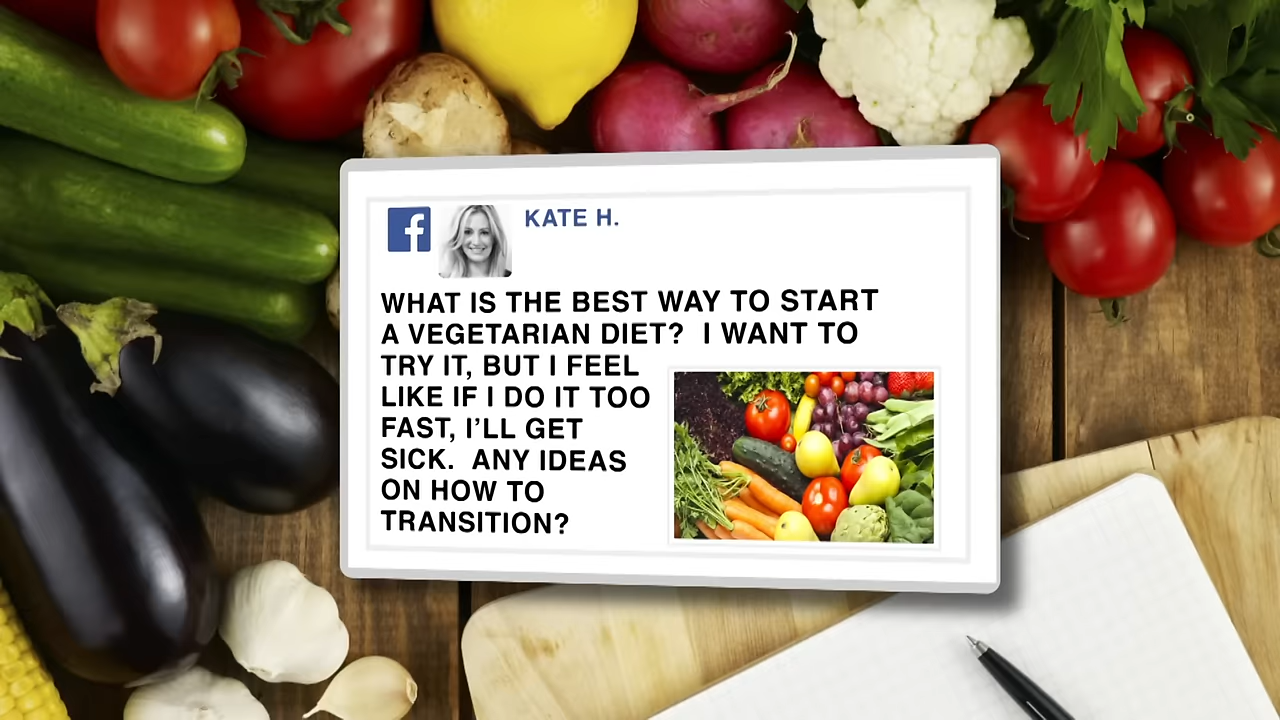 KATE H.
WHAT IS THE BEST WAY TO START
A VEGETARIAN DIET?  I WANT TO
TRY IT, BUT I FEEL
LIKE IF I DO IT TOO
FAST, I'LL GET
SICK.  ANY IDEAS
ON HOW TO
TRANSITION?